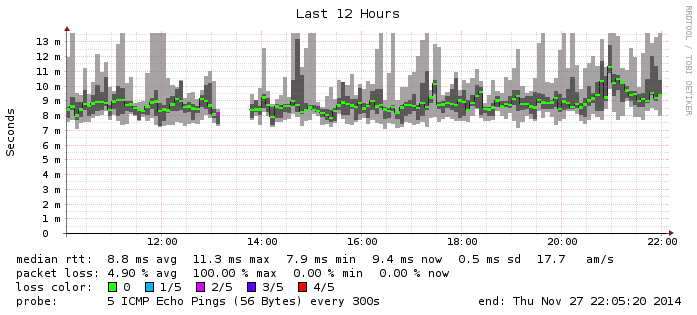 Last 12 Hours
RRDTOOL / TOBI OETIKER
Seconds
13 m
12 m
11 m
10 m
9 m
8 m
7 m
6 m
5 m
4 m
3 m
2 m
1 m
0
12:00 14:00 16:00 18:00 20:00 22:00
median rtt: 8.8 ms avg 11.3 ms max 7.9 ms min 9.4 ms now 0.5 ms sd 17.7 am/s
packet loss: 4.90 % avg 100.00 % max 0.00 % min 0.00 % now
loss color: 0 1/5 2/5 3/5 4/5
probe: 5 ICMP Echo Pings (56 Bytes) every 300s end: Thu Nov 27 22:05:20 2014